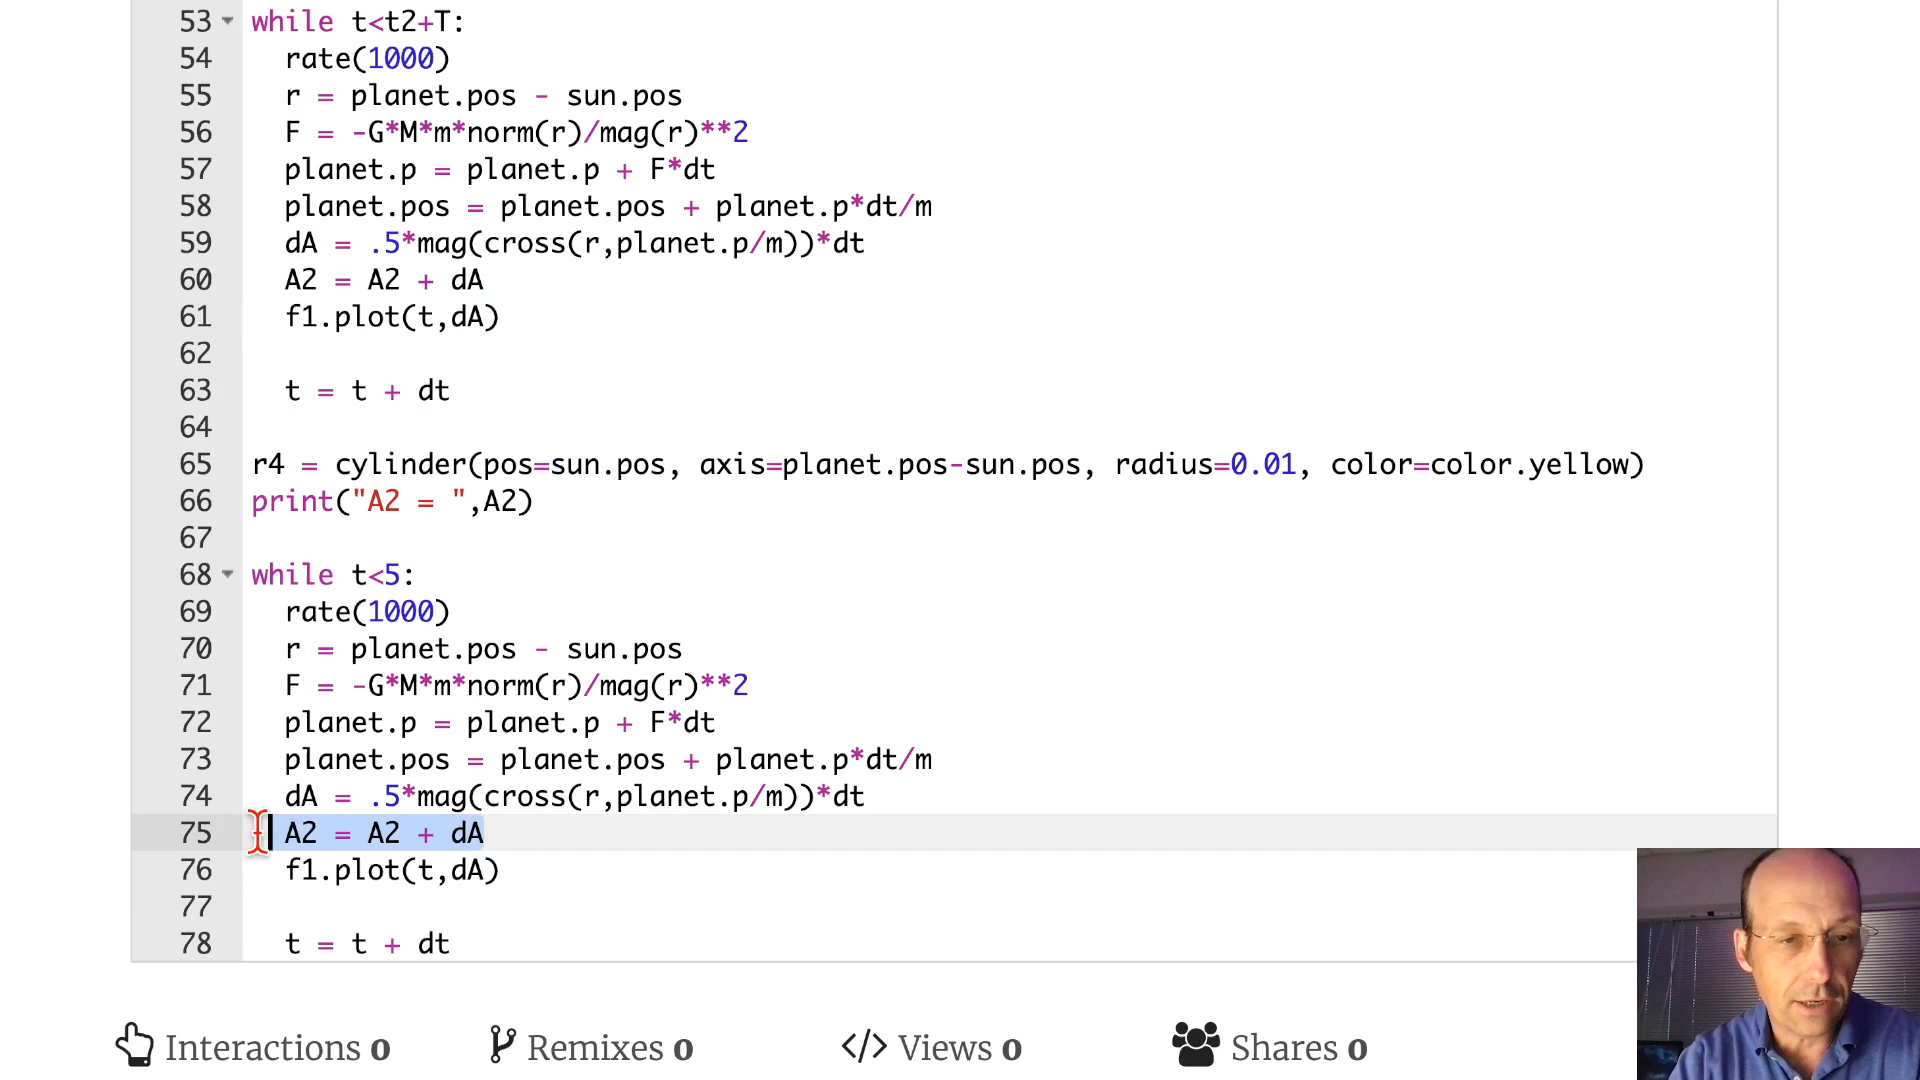 53 while t<t2+T:
54 rate(1000)
55 r = planet.pos - sun.pos
56 F = -G*M*m*norm(r)/mag(r)**2
57 planet.p = planet.p + F*dt
58 planet.pos = planet.pos + planet.p*dt/m
59 dA = .5*mag(cross(r,planet.p/m))*dt
60 A2 = A2 + dA
61 f1.plot(t,dA)
62
63 t = t + dt
64
65 r4 = cylinder(pos=sun.pos, axis=planet.pos-sun.pos, radius=0.01, color=color.yellow)
66 print("A2 = ",A2)
67
68 while t<5:
69 rate(1000)
70 r = planet.pos - sun.pos
71 F = -G*M*m*norm(r)/mag(r)**2
72 planet.p = planet.p + F*dt
73 planet.pos = planet.pos + planet.p*dt/m
74 dA = .5*mag(cross(r,planet.p/m))*dt
75 A2 = A2 + dA
76 f1.plot(t,dA)
77
78 t = t + dt
Interactions 0 Remixes 0 Views 0 Shares 0